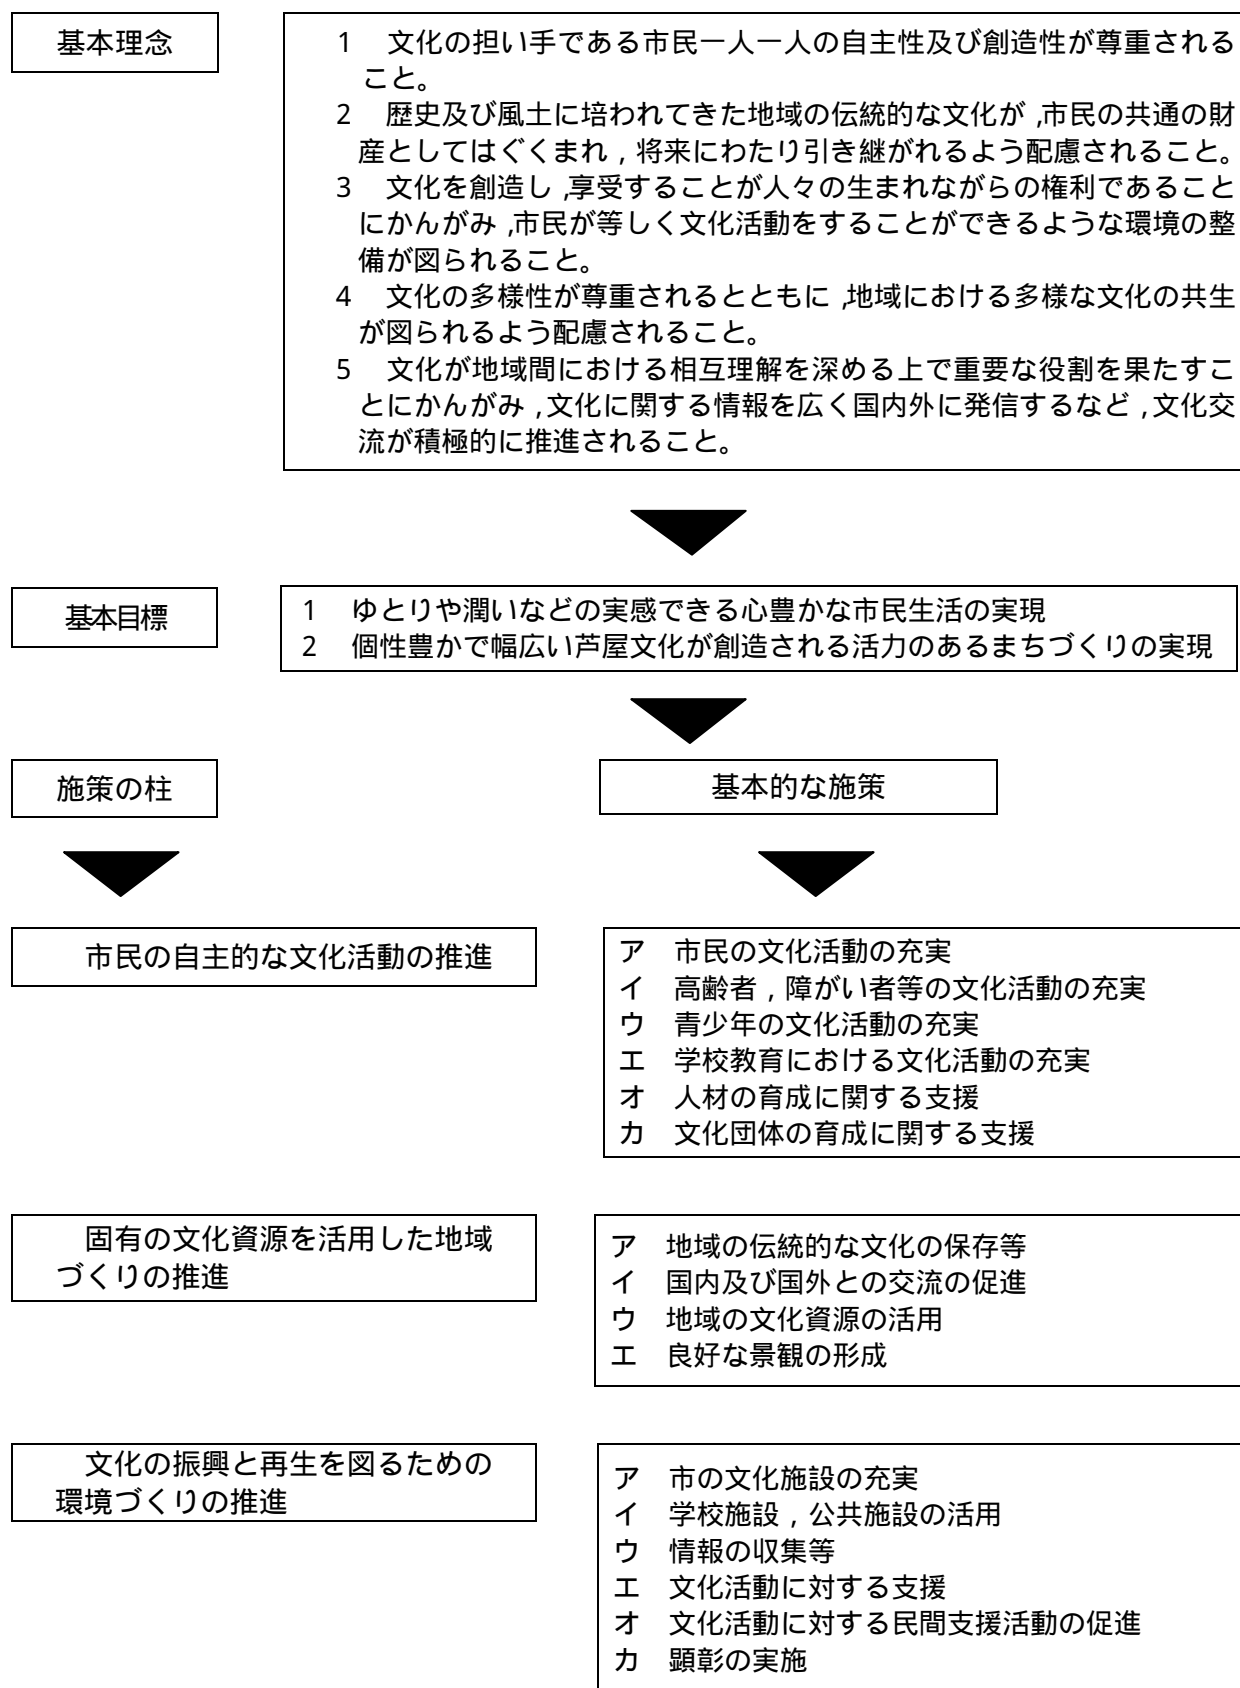 基本理念
1 文化の担い手である市民一人一人の自主性及び創造性が尊重される
こと。
2 歴史及び風土に培われてきた地域の伝統的な文化が,市民の共通の財
産としてはぐくまれ,将来にわたり引き継がれるよう配慮されること。
3 文化を創造し,享受することが人々の生まれながらの権利であること
にかんがみ,市民が等しく文化活動をすることができるような環境の整
備が図られること。
4 文化の多様性が尊重されるとともに,地域における多様な文化の共生
が図られるよう配慮されること。
5 文化が地域間における相互理解を深める上で重要な役割を果たすこ
とにかんがみ,文化に関する情報を広く国内外に発信するなど,文化交
流が積極的に推進されること。
基本目標
1 ゆとりや潤いなどの実感できる心豊かな市民生活の実現
2 個性豊かで幅広い芦屋文化が創造される活力のあるまちづくりの実現
施策の柱
基本的な施策
市民の自主的な文化活動の推進
ア 市民の文化活動の充実
イ 高齢者,障がい者等の文化活動の充実
ウ 青少年の文化活動の充実
エ 学校教育における文化活動の充実
オ 人材の育成に関する支援
カ 文化団体の育成に関する支援
固有の文化資源を活用した地域
づくりの推進
ア 地域の伝統的な文化の保存等
イ 国内及び国外との交流の促進
ウ 地域の文化資源の活用
エ 良好な景観の形成
文化の振興と再生を図るための
環境づくりの推進
ア 市の文化施設の充実
イ 学校施設,公共施設の活用
ウ 情報の収集等
エ 文化活動に対する支援
オ 文化活動に対する民間支援活動の促進
カ 顕彰の実施